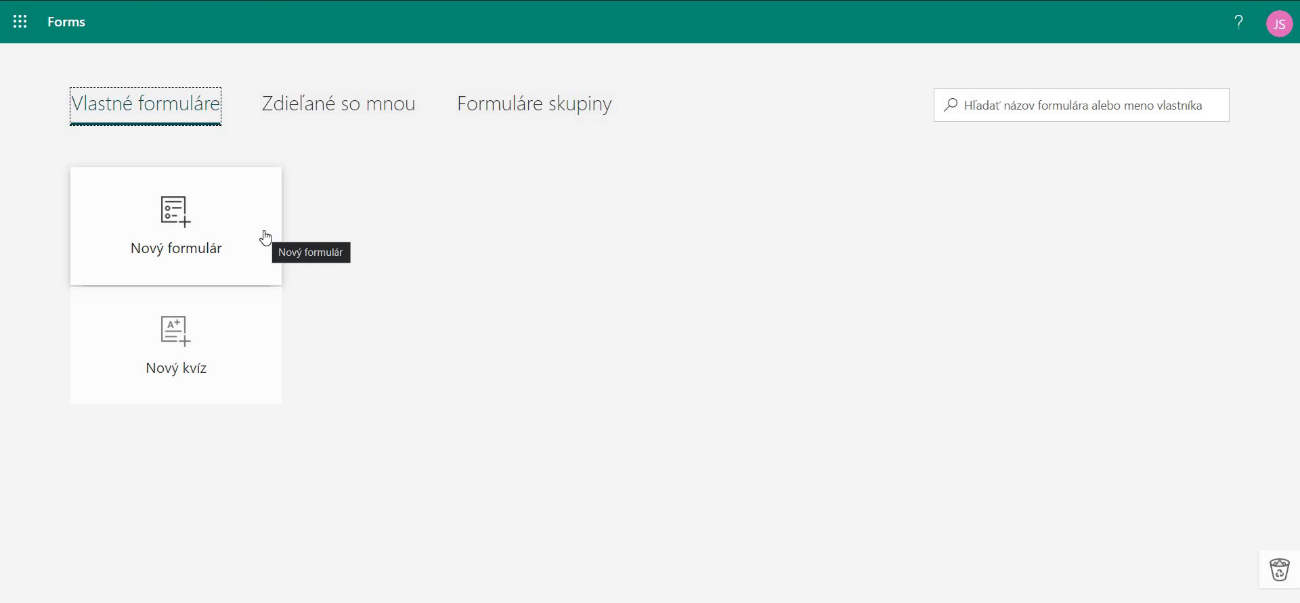 Forms
?
JS
Vlastné formuláre
Zdieľané so mnou
Formuláre skupiny
Hľadať názov formulára alebo meno vlastníka
Nový formulár
Nový formulár
A+
Nový kvíz